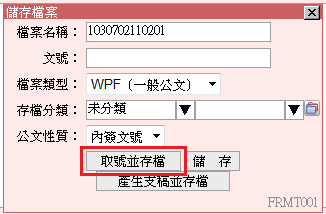 儲存檔案
檔案名稱： 1030702110201
文號：
檔案類型： WPF〔一般公文〕
存檔分類： 未分類
公文性質： 內簽文號
取號並存檔 儲　存
產生支稿並存檔
FRMT001